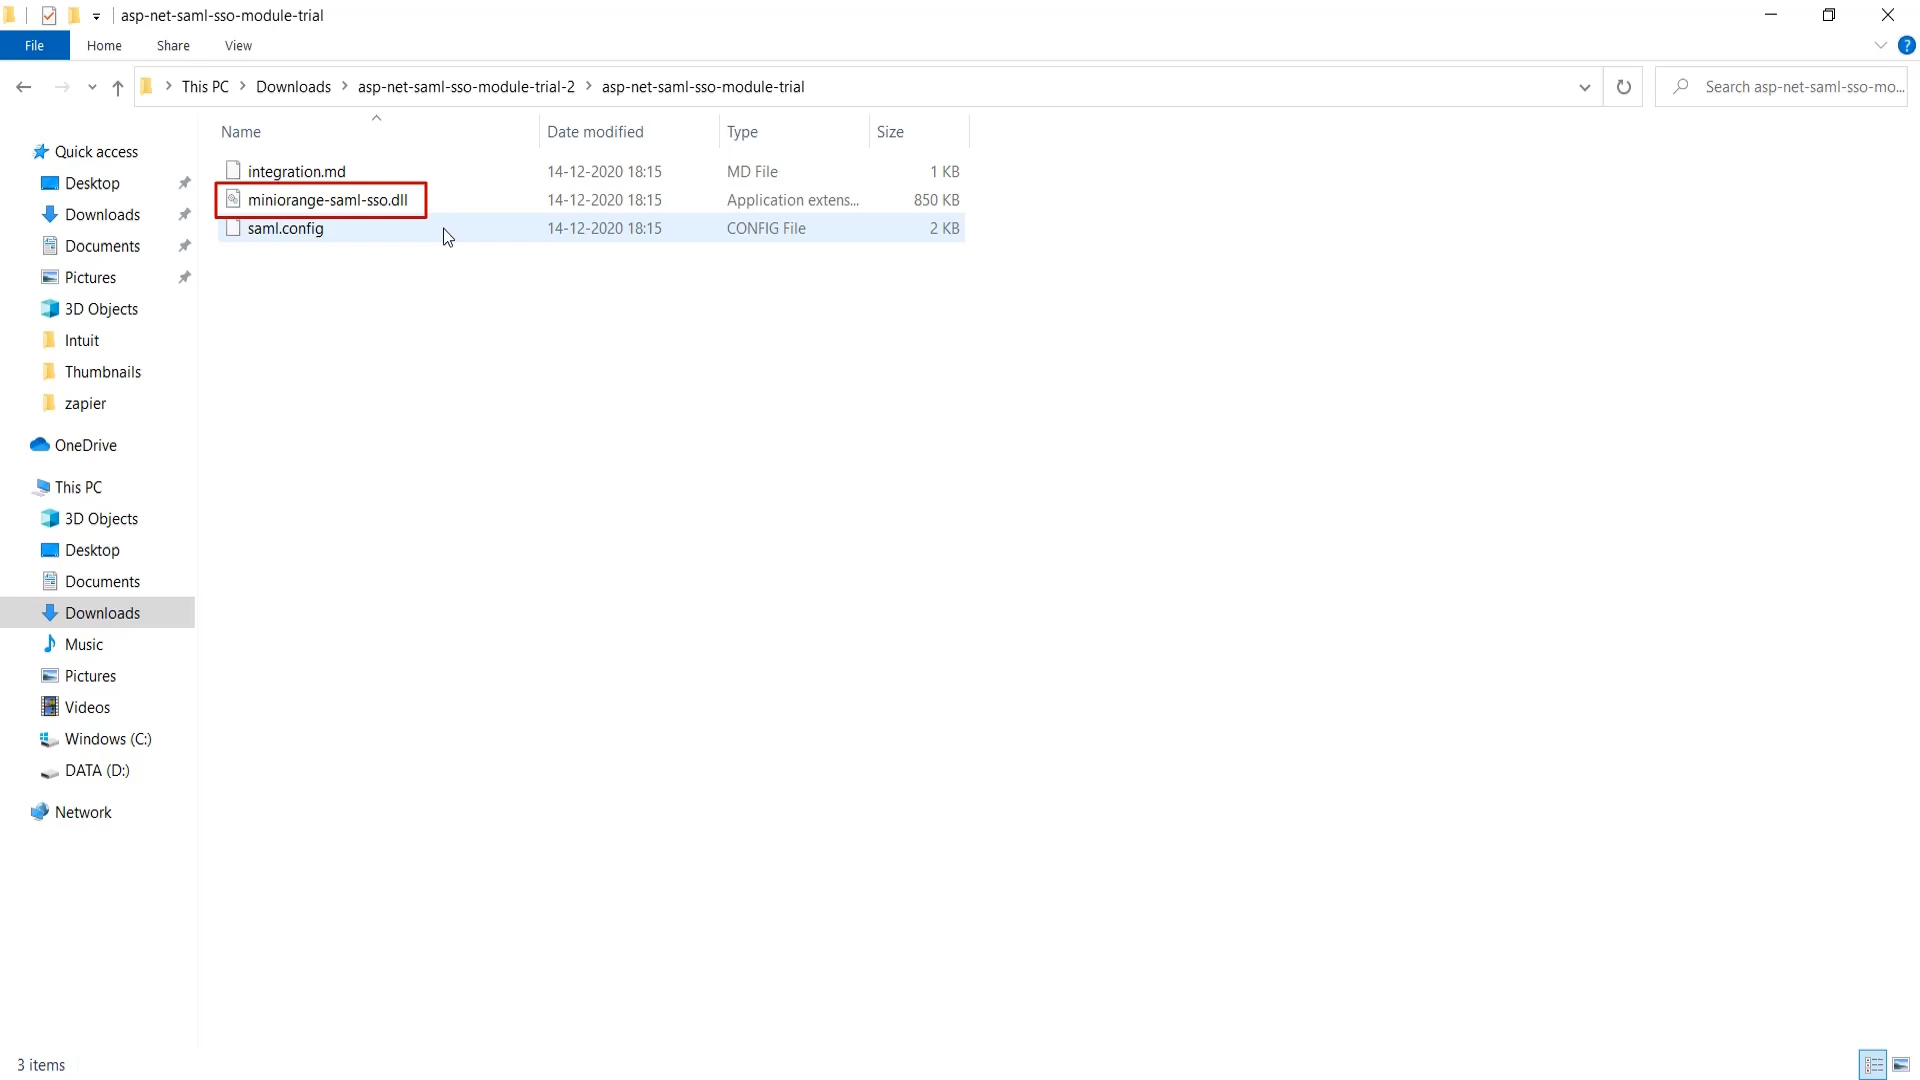 asp-net-saml-sso-module-trial
File Home Share View
This PC Downloads asp-net-saml-sso-module-trial-2 asp-net-saml-sso-module-trial
Search asp-net-saml-sso-mo...
Name Date modified Type Size
integration.md 14-12-2020 18:15 MD File 1 KB
miniorange-saml-sso.dll 14-12-2020 18:15 Application extens... 850 KB
saml.config 14-12-2020 18:15 CONFIG File 2 KB
Quick access
Desktop
Downloads
Documents
Pictures
3D Objects
Intuit
Thumbnails
zapier
OneDrive
This PC
3D Objects
Desktop
Documents
Downloads
Music
Pictures
Videos
Windows (C:)
DATA (D:)
Network
3 items